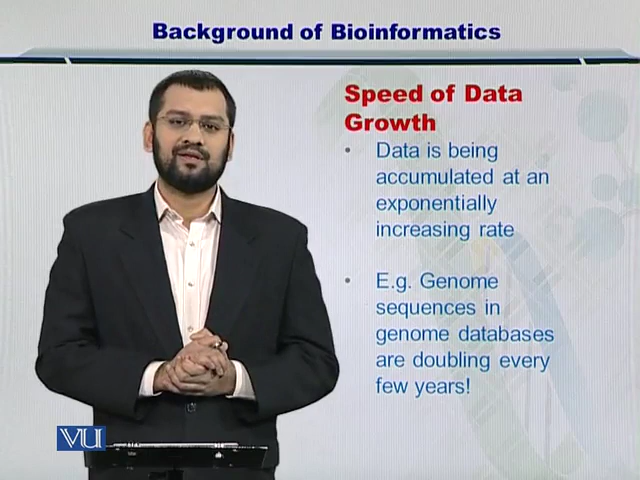 Background of Bioinformatics
Speed of Data
Growth
• Data is being
accumulated at an
exponentially
increasing rate
• E.g. Genome
sequences in
genome databases
are doubling every
few years!
VU